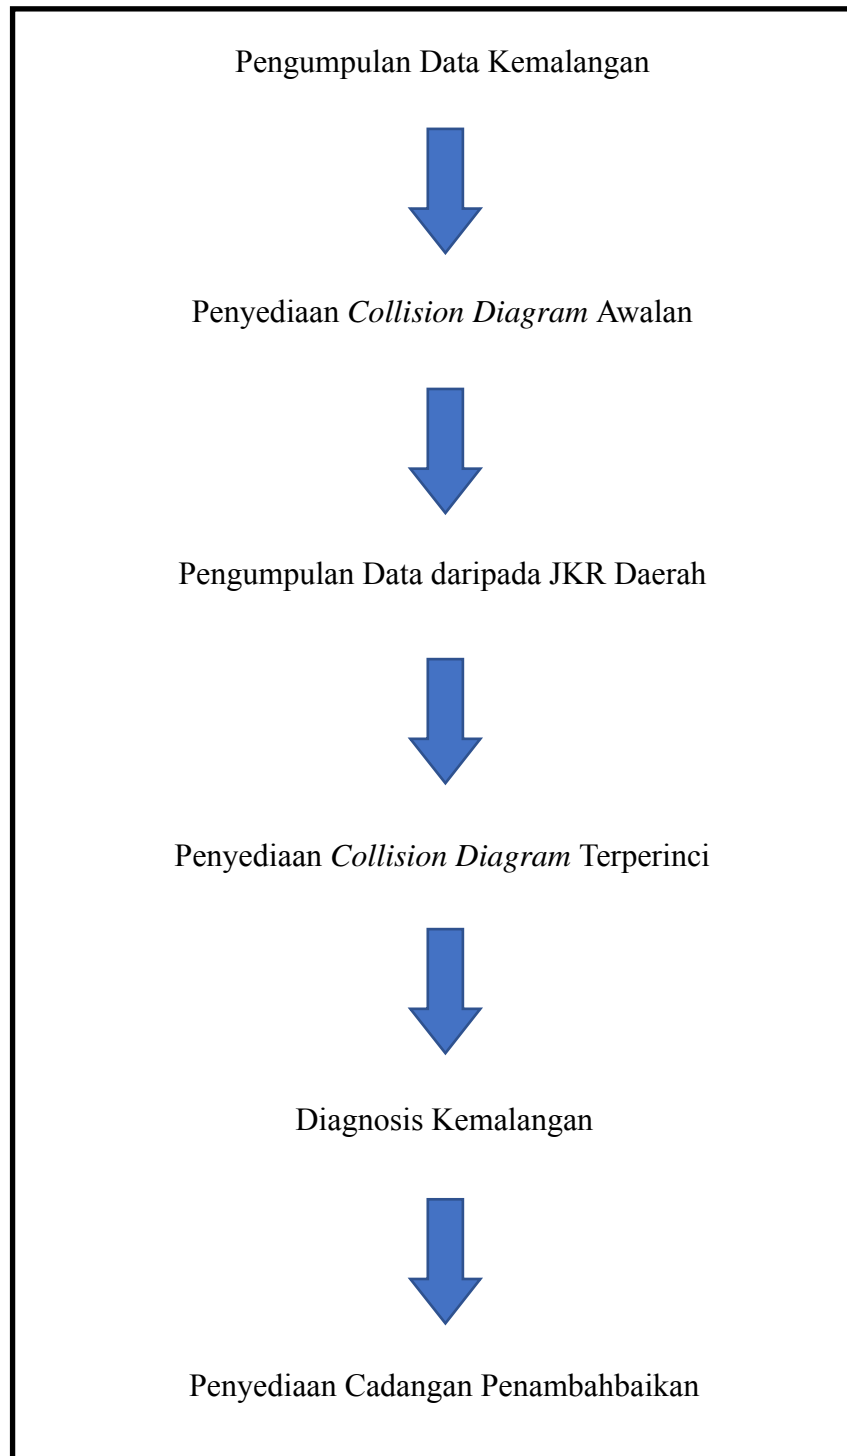 Pengumpulan Data Kemalangan
Penyediaan Collision Diagram Awalan
Pengumpulan Data daripada JKR Daerah
Penyediaan Collision Diagram Terperinci
Diagnosis Kemalangan
Penyediaan Cadangan Penambahbaikan